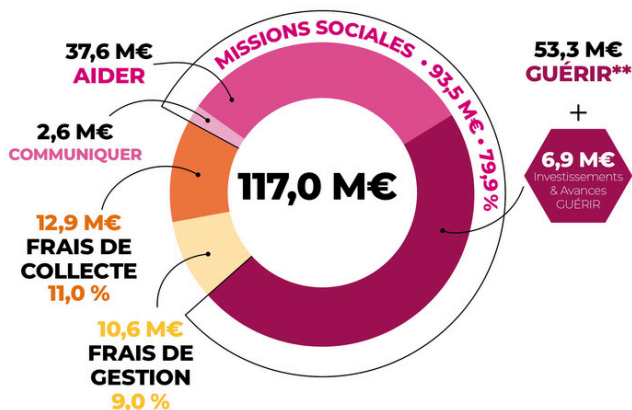 MISSIONS SOCIALES • 93,5 M€ • 79,9%
37,6 M€
AIDER
2,6 M€
COMMUNIQUER
12,9 M€
FRAIS DE
COLLECTE
11,0 %
10,6 M€
FRAIS DE
GESTION
9,0 %
117,0 M€
53,3 M€
GUÉRIR**
+
6,9 M€
Investissements
& Avances
GUÉRIR